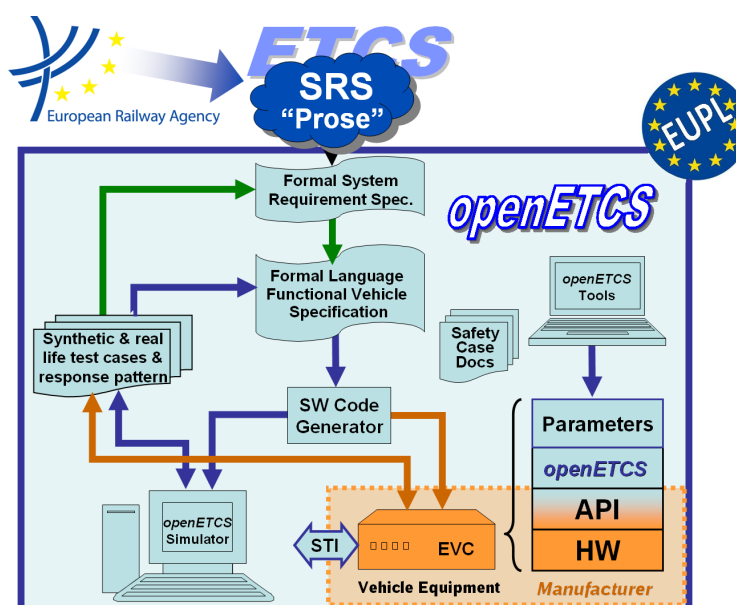 ETCS
SRS
“Prose”
European Railway Agency
EUPL
Formal System
Requirement Spec.
openETCS
Formal Language
Functional Vehicle
Specification
openETCS
Tools
Synthetic & real
life test cases &
response pattern
Safety
Case
Docs
SW Code
Generator
Parameters
openETCS
API
HW
openETCS
Simulator
STI
EVC
Vehicle Equipment
Manufacturer